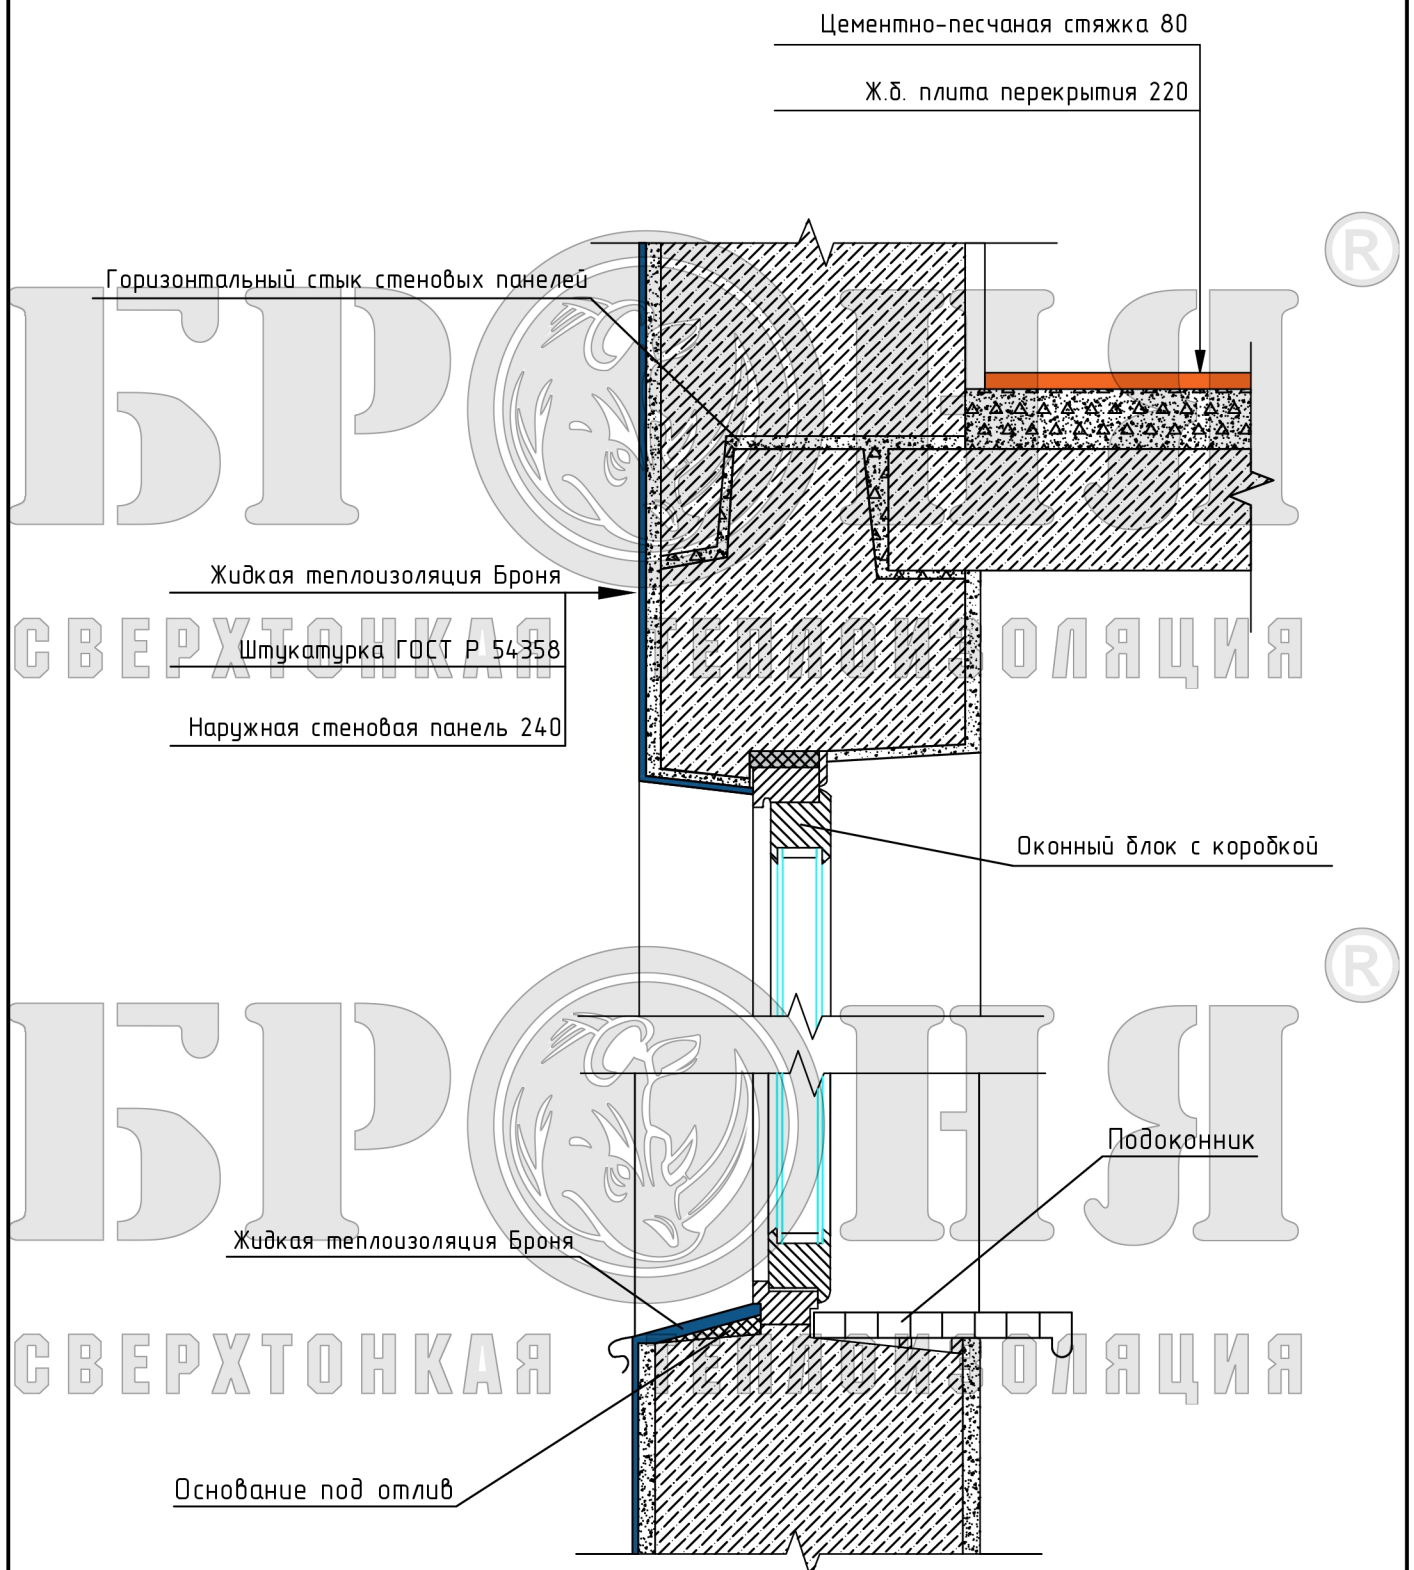 Цементно-песчаная стяжка 80
Ж.б. плита перекрытия 220
®
Горизонтальный стык стеновых панелей
БРОНЯ
Жидкая теплоизоляция Броня
СВЕРХТОНКАЯ ТЕПЛОИЗОЛЯЦИЯ
Штукатурка ГОСТ Р 54358
Наружная стеновая панель 240
Оконный блок с коробкой
®
БРОНЯ
Подоконник
Жидкая теплоизоляция Броня
СВЕРХТОНКАЯ ТЕПЛОИЗОЛЯЦИЯ
Основание под отлив